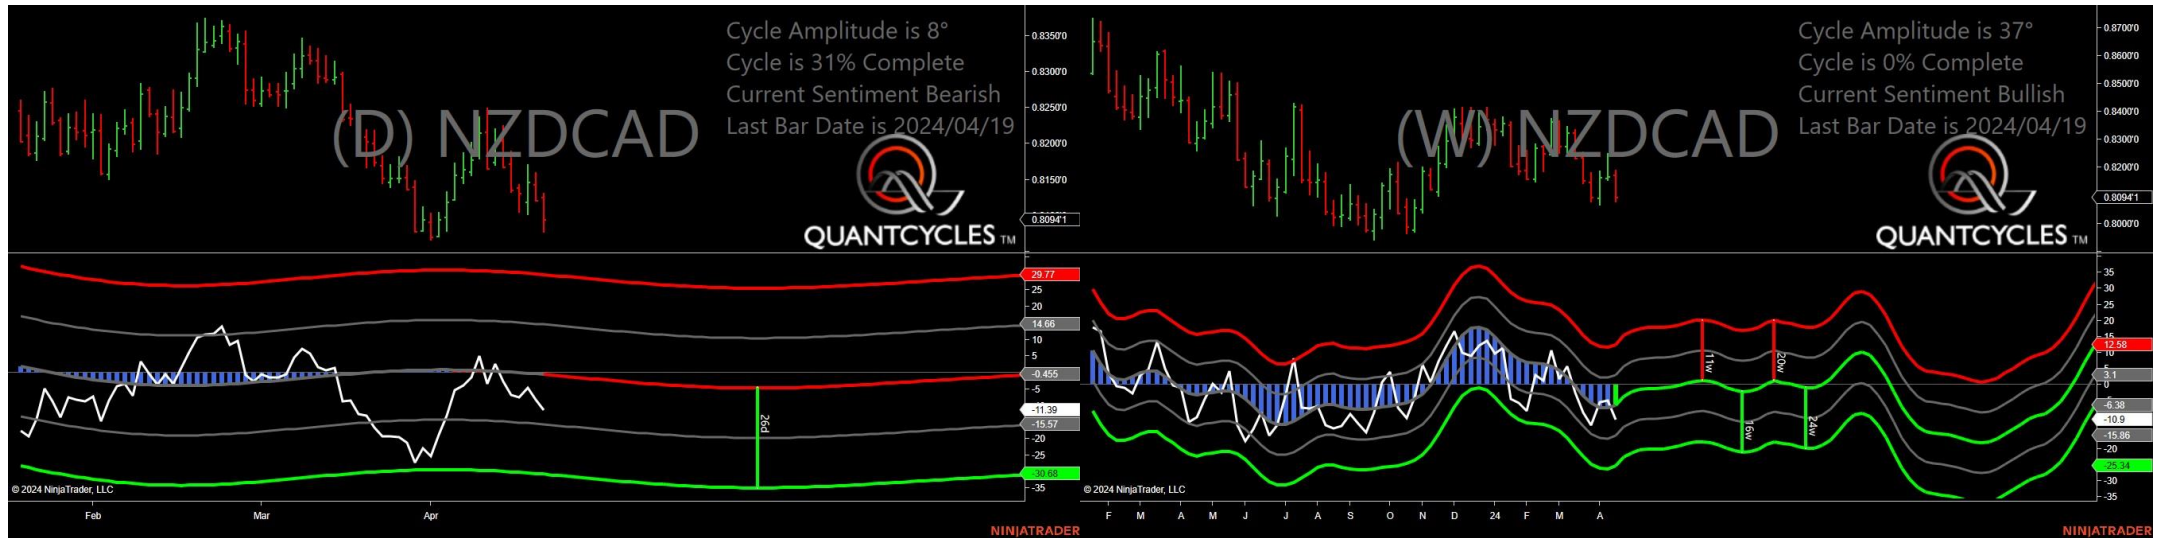 Cycle Amplitude is 8°
Cycle is 31% Complete
Current Sentiment Bearish
Last Bar Date is 2024/04/19
(D) NZDCAD
QUANTCYCLES TM
0.8350'0
0.8300'0
0.8250'0
0.8200'0
0.8150'0
0.8094'1
29.77
25
20
14.66
10
5
-0.455
-5
-11.39
-15.57
-20
-25
-30.68
-35
26d
© 2024 NinjaTrader, LLC
Feb Mar Apr
NINJATRADER
Cycle Amplitude is 37°
Cycle is 0% Complete
Current Sentiment Bullish
Last Bar Date is 2024/04/19
(W) NZDCAD
QUANTCYCLES TM
0.8700'0
0.8600'0
0.8500'0
0.8400'0
0.8300'0
0.8200'0
0.8094'1
0.8000'0
35
30
25
20
15
12.58
10
3.1
0
-6.38
-10.9
-15.86
-20
-25.34
-30
-35
11w
20w
16w
24w
© 2024 NinjaTrader, LLC
F M A M J J A S O N D 24 F M A
NINJATRADER